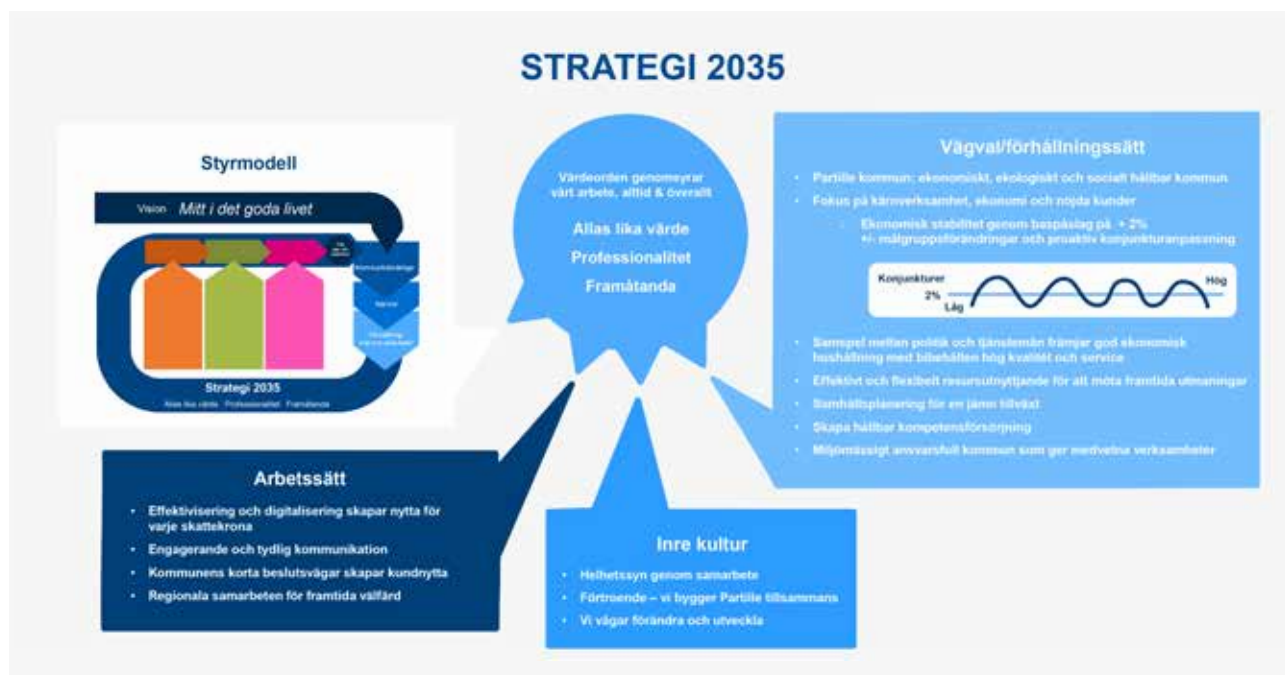 STRATEGI 2035
Styrmodell
Vision Mitt i det goda livet
Strategi 2035
Allas lika värde Professionalitet Framåtanda
Värdeorden genomsyrar
vårt arbete, alltid & överallt
Allas lika värde
Professionalitet
Framåtanda
Vägval/förhållningssätt
• Partille kommun: ekonomiskt, ekologiskt och socialt hållbar kommun
• Fokus på kärnverksamhet, ekonomi och nöjda kunder
Ekonomisk stabilitet genom baspåslag på + 2%
+/- målgruppsförändringar och proaktiv konjunkturanpassning
Konjunkturer
Hög
2%
Låg
• Samspel mellan politik och tjänstemän främjar god ekonomisk
hushållning med bibehållen hög kvalitét och service
• Effektivt och flexibelt resursutnyttjande för att möta framtida utmaningar
• Samhällsplanering för en jämn tillväxt
• Skapa hållbar kompetensförsörjning
• Miljömässigt ansvarsfull kommun som ger medvetna verksamheter
Arbetssätt
• Effektivisering och digitalisering skapar nytta för
varje skattekrona
• Engagerande och tydlig kommunikation
• Kommunens korta beslutsvägar skapar kundnytta
• Regionala samarbeten för framtida välfärd
Inre kultur
• Helhetssyn genom samarbete
• Förtroende – vi bygger Partille tillsammans
• Vi vågar förändra och utveckla